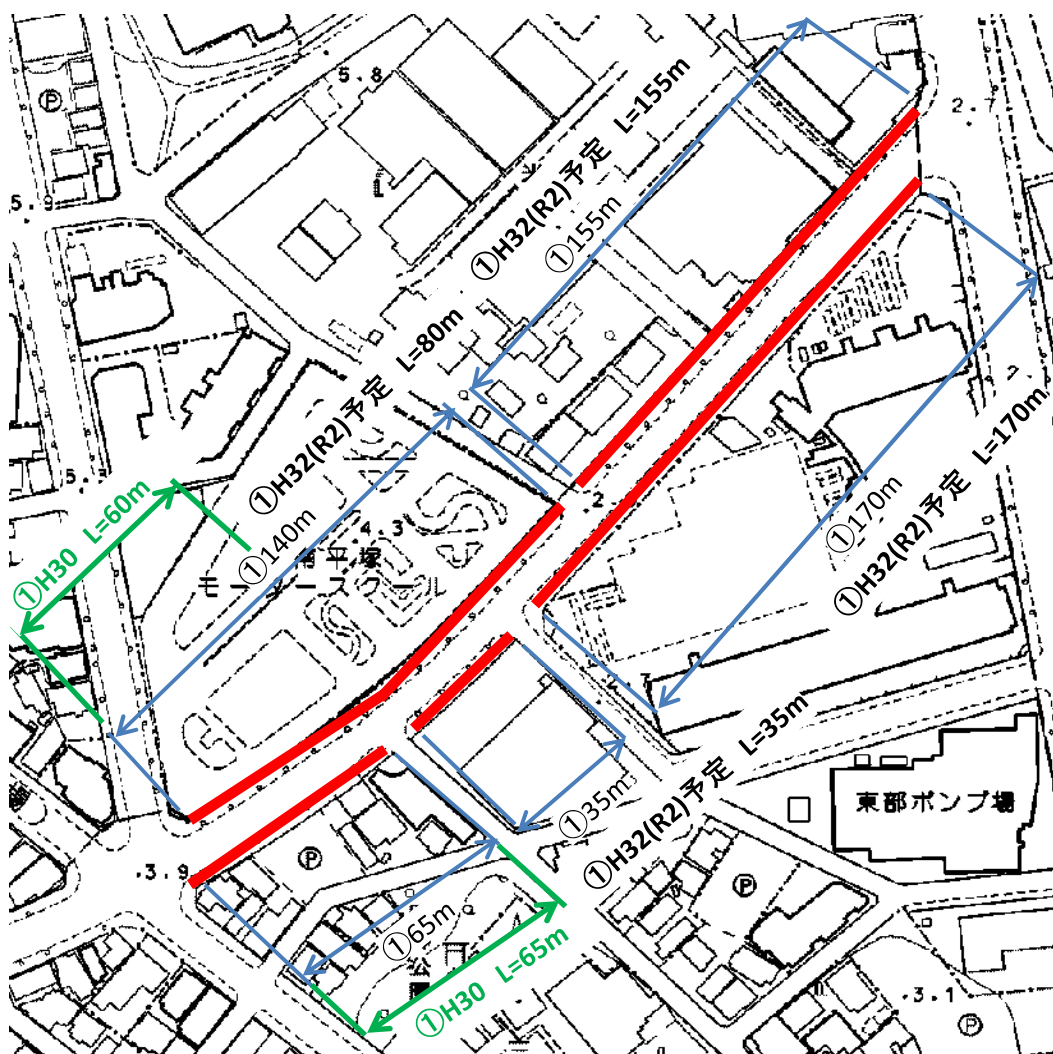 5.8
Ⓟ
2.7
①H32(R2)予定 L=155m
①155m
5.9
①H32(R2)予定 L=80m
①140m
①H30 L=60m
4.3
南平塚
モータースクール
①170m
①H32(R2)予定 L=170m
①35m
①H32(R2)予定 L=35m
東部ポンプ場
3.9
Ⓟ
Ⓟ
①65m
①H30 L=65m
3.1
Ⓟ